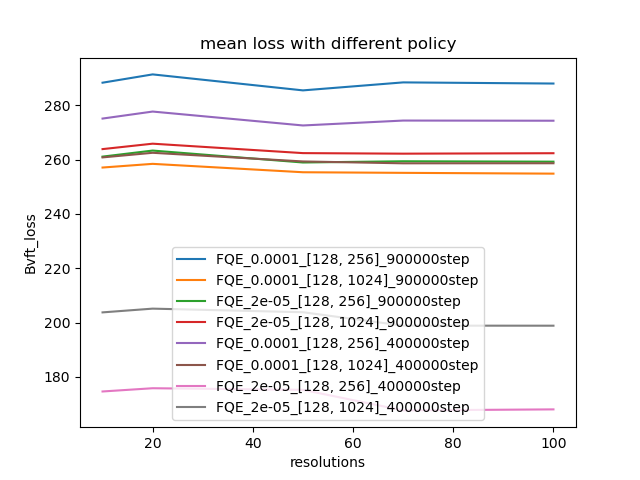 mean loss with different policy
Bvft_loss
280
260
240
220
200
180
FQE_0.0001_[128, 256]_900000step
FQE_0.0001_[128, 1024]_900000step
FQE_2e-05_[128, 256]_900000step
FQE_2e-05_[128, 1024]_900000step
FQE_0.0001_[128, 256]_400000step
FQE_0.0001_[128, 1024]_400000step
FQE_2e-05_[128, 256]_400000step
FQE_2e-05_[128, 1024]_400000step
20 40 60 80 100
resolutions